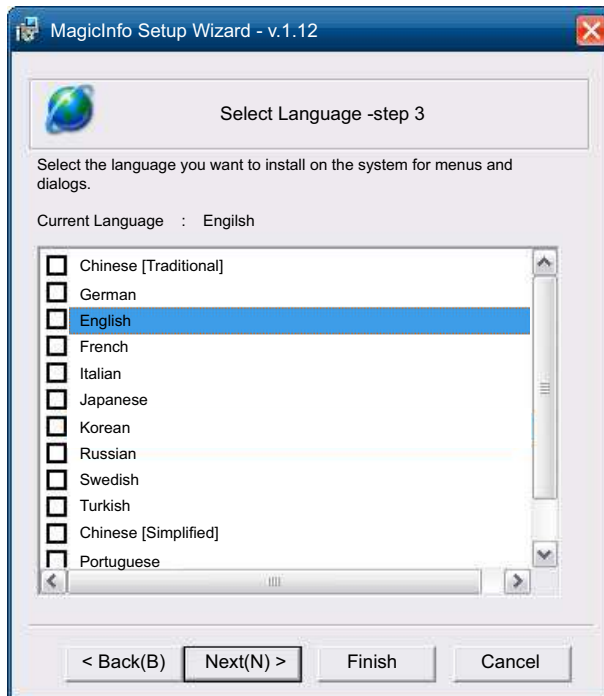 MagicInfo Setup Wizard - v.1.12
Select Language -step 3
Select the language you want to install on the system for menus and
dialogs.
Current Language : Engilsh
Chinese [Traditional]
German
English
French
Italian
Japanese
Korean
Russian
Swedish
Turkish
Chinese [Simplified]
Portuguese
< Back(B) Next(N) > Finish Cancel